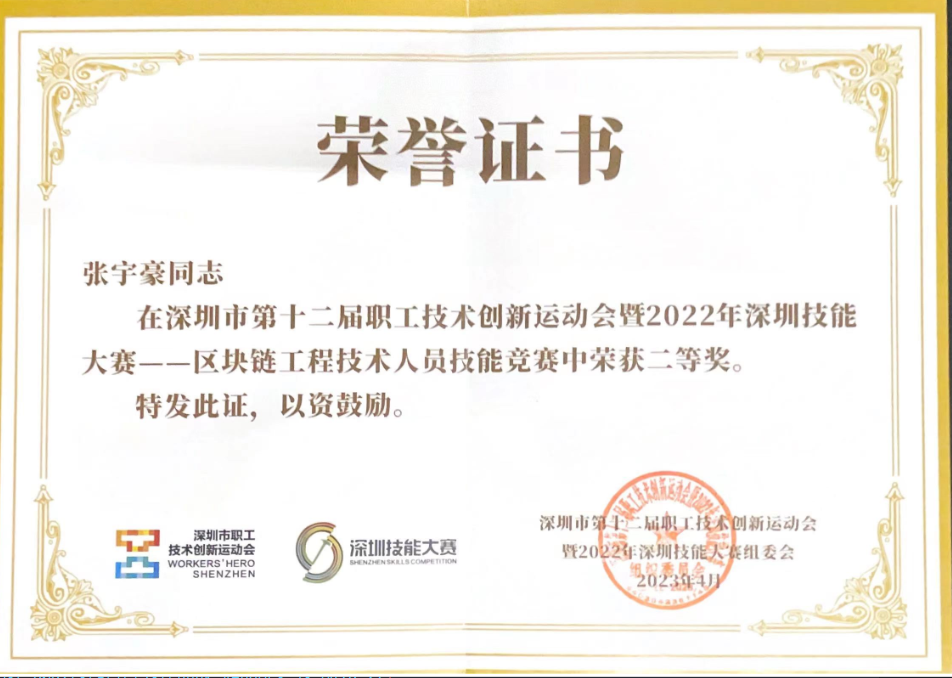 荣誉证书
张宇豪同志
在深圳市第十二届职工技术创新运动会暨2022年深圳技能
大赛——区块链工程技术人员技能竞赛中荣获二等奖。
特发此证，以资鼓励。
深圳市职工
技术创新运动会
WORKERS'HERO
SHENZHEN
深圳技能大赛
SHENZHEN SKILLS COMPETITION
深圳市第十二届职工技术创新运动会
暨2022年深圳技能大赛组委会
组织委员会
2023年4月